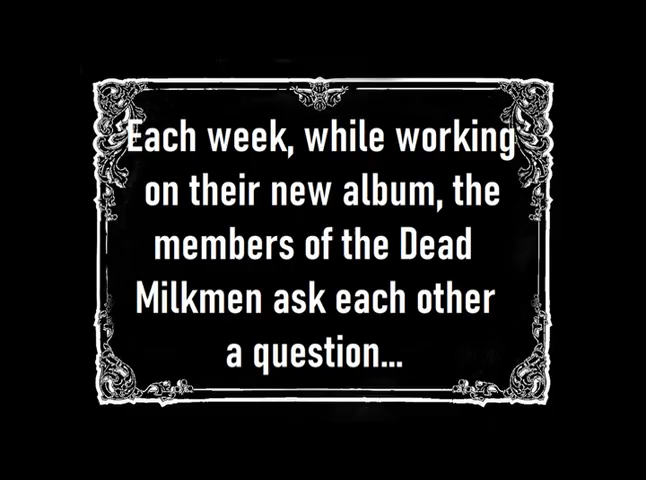 Each week, while working
on their new album, the
members of the Dead
Milkmen ask each other
a question...